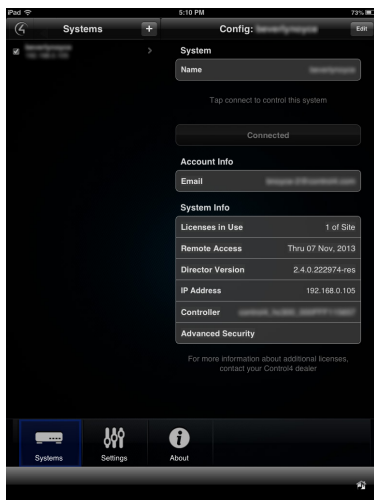 iPad
5:10 PM
73%
Systems
+
Config:
Edit
System
Name
Tap connect to control this system
Connected
Account Info
Email
System Info
Licenses in Use 1 of Site
Remote Access Thru 07 Nov, 2013
Director Version 2.4.0.222974-res
IP Address 192.168.0.105
Controller
Advanced Security
For more information about additional licenses,
contact your Control4 dealer
Systems
Settings
About